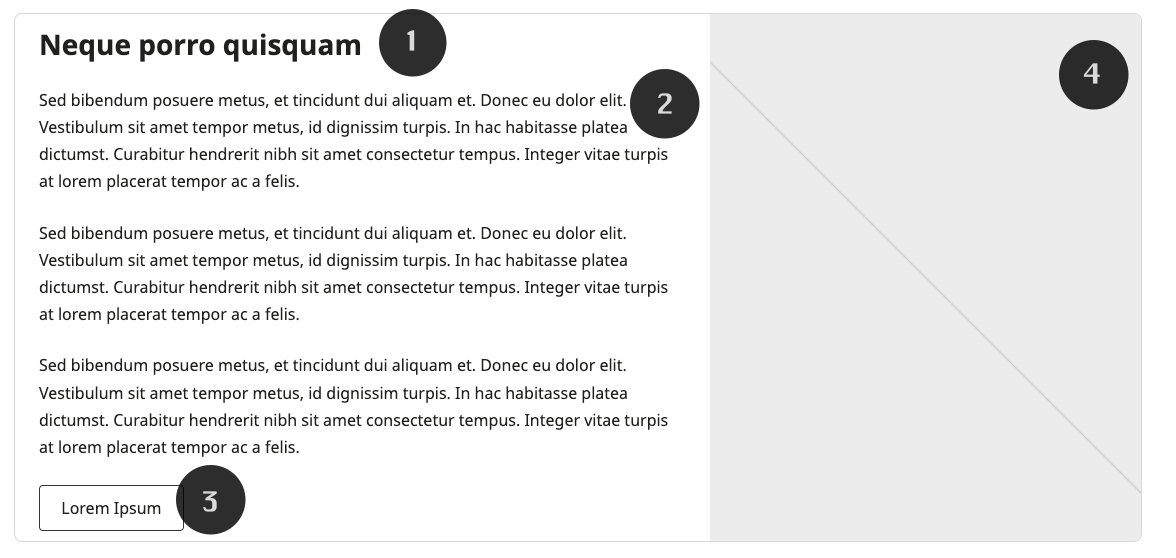 Neque porro quisquam
1
Sed bibendum posuere metus, et tincidunt dui aliquam et. Donec eu dolor elit.
2
Vestibulum sit amet tempor metus, id dignissim turpis. In hac habitasse platea
dictumst. Curabitur hendrerit nibh sit amet consectetur tempus. Integer vitae turpis
at lorem placerat tempor ac a felis.
Sed bibendum posuere metus, et tincidunt dui aliquam et. Donec eu dolor elit.
Vestibulum sit amet tempor metus, id dignissim turpis. In hac habitasse platea
dictumst. Curabitur hendrerit nibh sit amet consectetur tempus. Integer vitae turpis
at lorem placerat tempor ac a felis.
Sed bibendum posuere metus, et tincidunt dui aliquam et. Donec eu dolor elit.
Vestibulum sit amet tempor metus, id dignissim turpis. In hac habitasse platea
dictumst. Curabitur hendrerit nibh sit amet consectetur tempus. Integer vitae turpis
at lorem placerat tempor ac a felis.
Lorem Ipsum
3
4